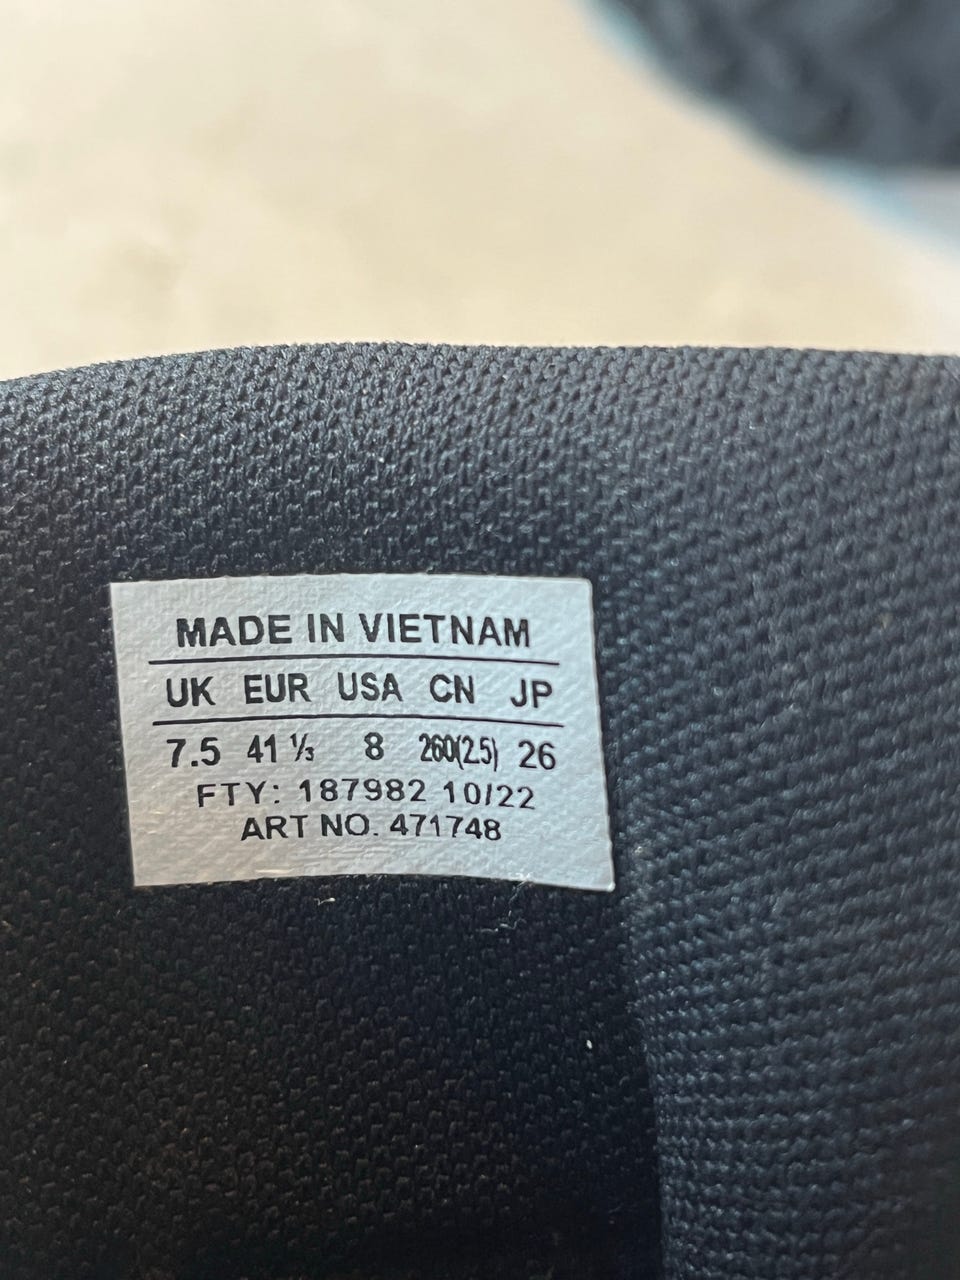 MADE IN VIETNAM
UK EUR USA CN JP
7.5 41 ⅓ 8 260(2.5) 26
FTY: 187982 10/22
ART NO. 471748